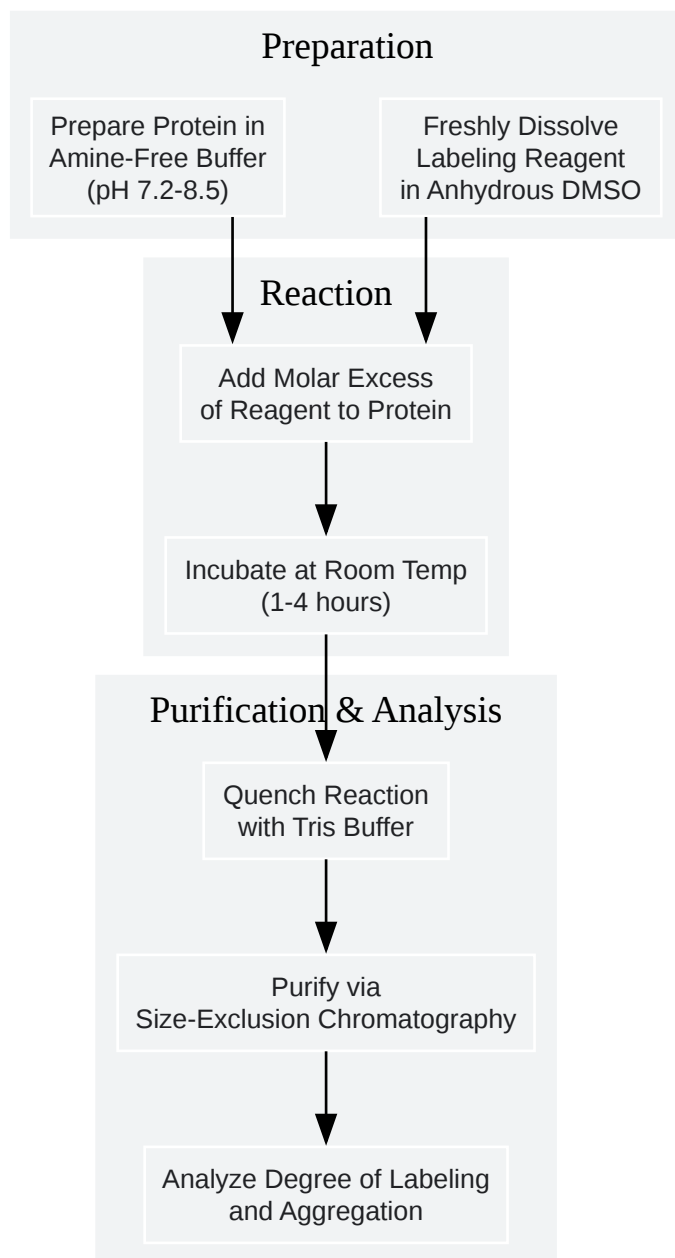 Preparation
Prepare Protein in
Amine-Free Buffer
(pH 7.2-8.5)
Freshly Dissolve
Labeling Reagent
in Anhydrous DMSO
Reaction
Add Molar Excess
of Reagent to Protein
Incubate at Room Temp
(1-4 hours)
Purification & Analysis
Quench Reaction
with Tris Buffer
Purify via
Size-Exclusion Chromatography
Analyze Degree of Labeling
and Aggregation